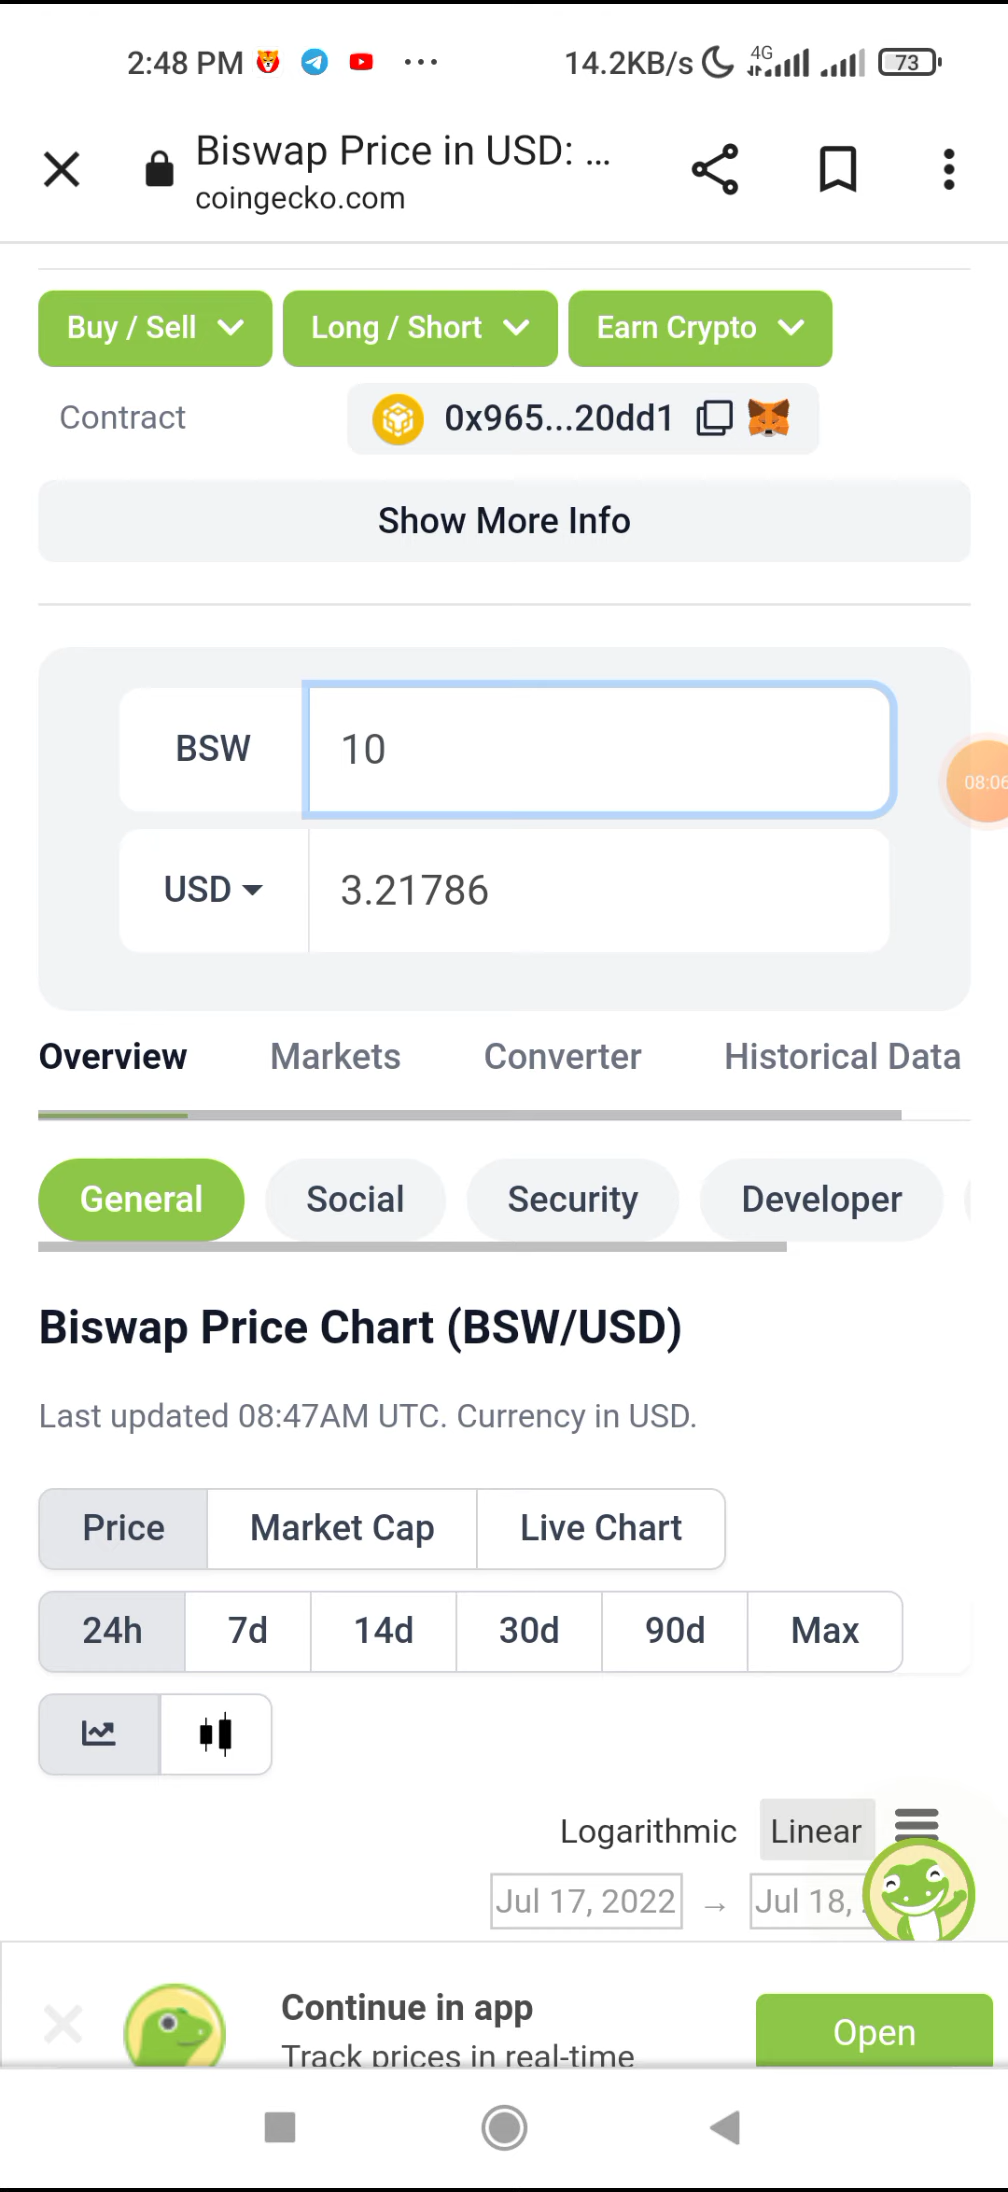 2:48 PM 14.2KB/s 4G 73
Biswap Price in USD: ...
coingecko.com
Buy / Sell Long / Short Earn Crypto
Contract 0x965...20dd1
Show More Info
BSW 10
08:06
USD 3.21786
Overview Markets Converter Historical Data
General Social Security Developer
Biswap Price Chart (BSW/USD)
Last updated 08:47AM UTC. Currency in USD.
Price Market Cap Live Chart
24h 7d 14d 30d 90d Max
Logarithmic Linear
Jul 17, 2022 → Jul 18,
Continue in app
Track prices in real-time
Open